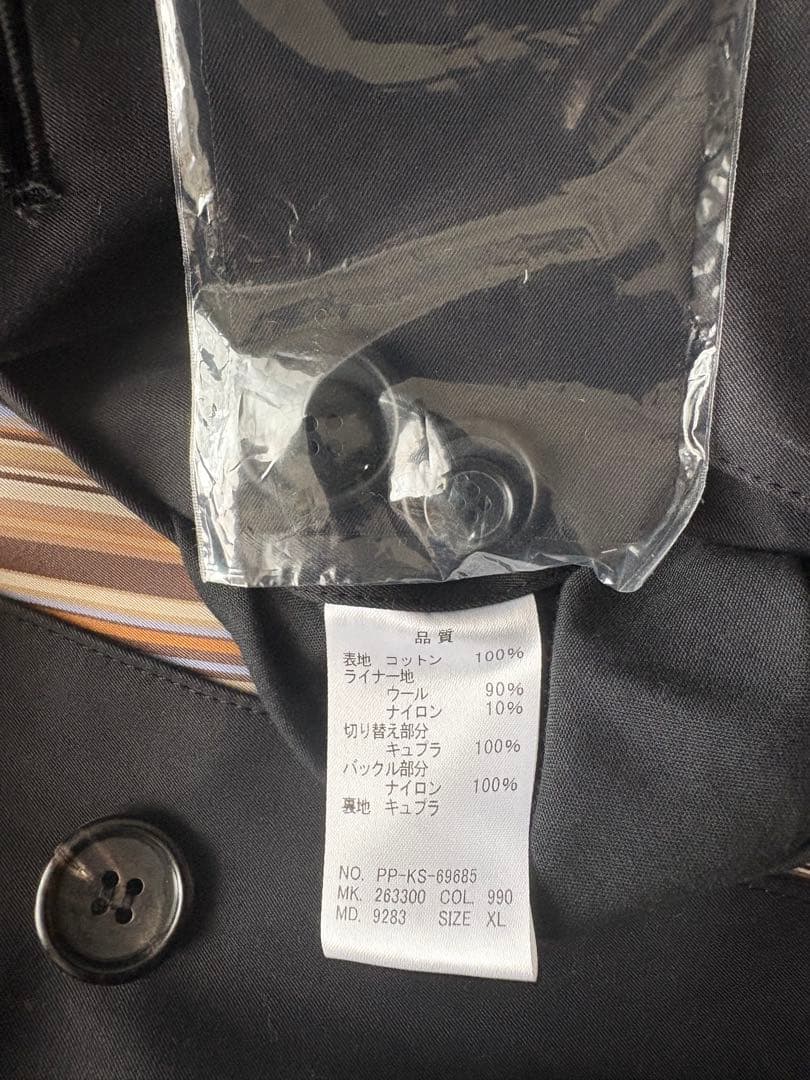 品質
表地 コットン 100%
ライナー地
ウール 90%
ナイロン 10%
切り替え部分
キュプラ 100%
バックル部分
ナイロン 100%
裏地 キュプラ
NO. PP-KS-69685
MK. 263300 COL. 990
MD. 9283 SIZE XL